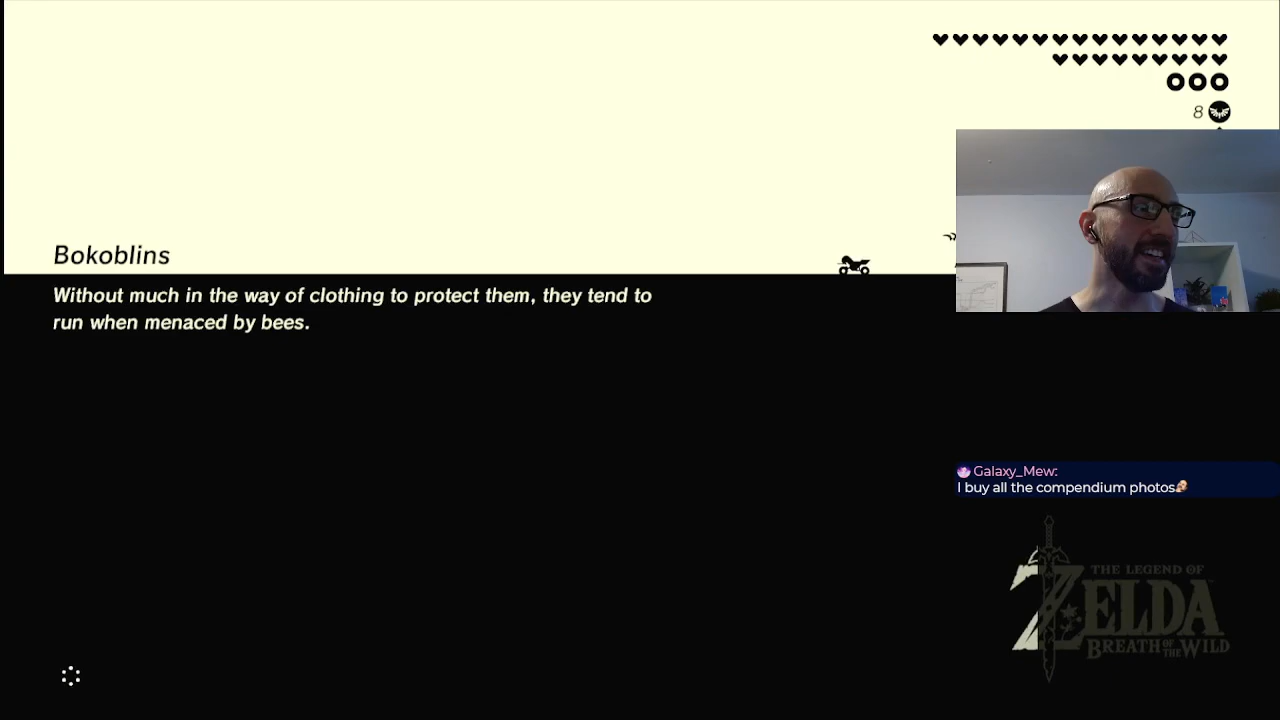 8
Bokoblins
Without much in the way of clothing to protect them, they tend to
run when menaced by bees.
Galaxy_Mew:
I buy all the compendium photos
THE LEGEND OF
ZELDA
BREATH OF THE WILD